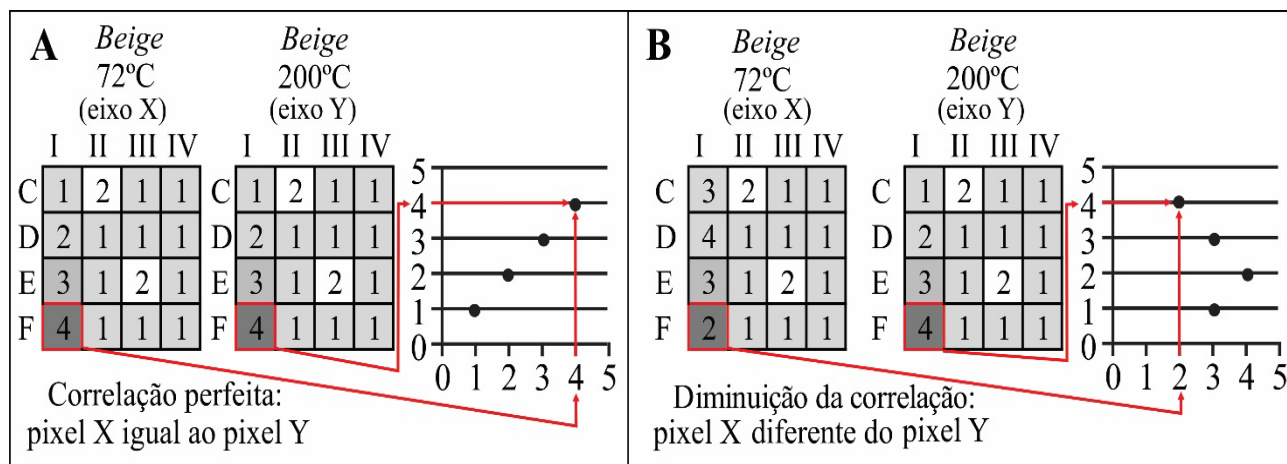 A
Beige
72ºC
(eixo X)
Beige
200ºC
(eixo Y)
I II III IV
I II III IV
C 1 2 1 1
D 2 1 1 1
E 3 1 2 1
F 4 1 1 1
C 1 2 1 1
D 2 1 1 1
E 3 1 2 1
F 4 1 1 1
5
4
3
2
1
0
0 1 2 3 4 5
Correlação perfeita:
pixel X igual ao pixel Y
B
Beige
72ºC
(eixo X)
Beige
200ºC
(eixo Y)
I II III IV
I II III IV
C 3 2 1 1
D 4 1 1 1
E 3 1 2 1
F 2 1 1 1
C 1 2 1 1
D 2 1 1 1
E 3 1 2 1
F 4 1 1 1
5
4
3
2
1
0
0 1 2 3 4 5
Diminuição da correlação:
pixel X diferente do pixel Y